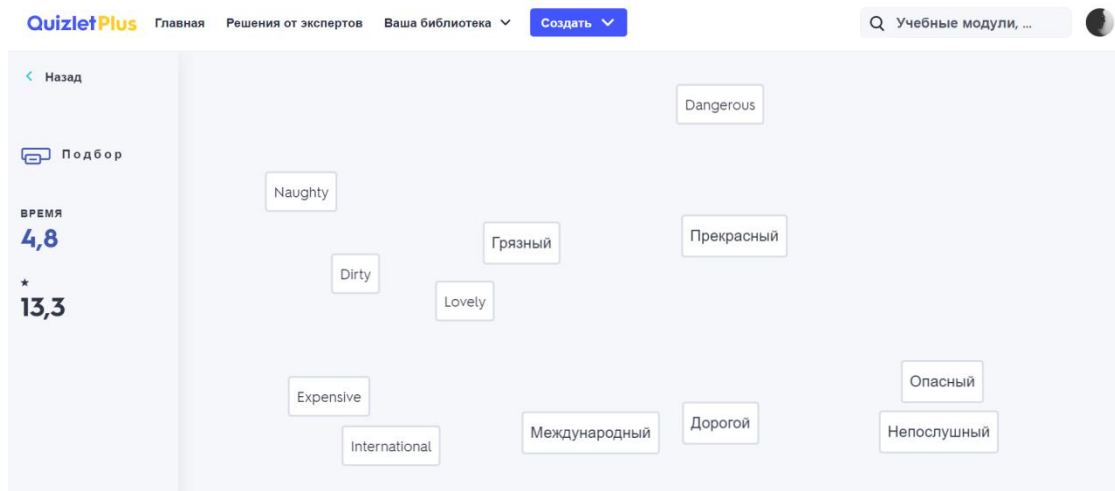 QuizletPlus Главная Решения от экспертов Ваша библиотека Создать Учебные модули, ...
Назад
Подбор
ВРЕМЯ
4,8
13,3
Dangerous
Naughty
Грязный
Прекрасный
Dirty
Lovely
Опасный
Expensive
Международный
Дорогой
Непослушный
International